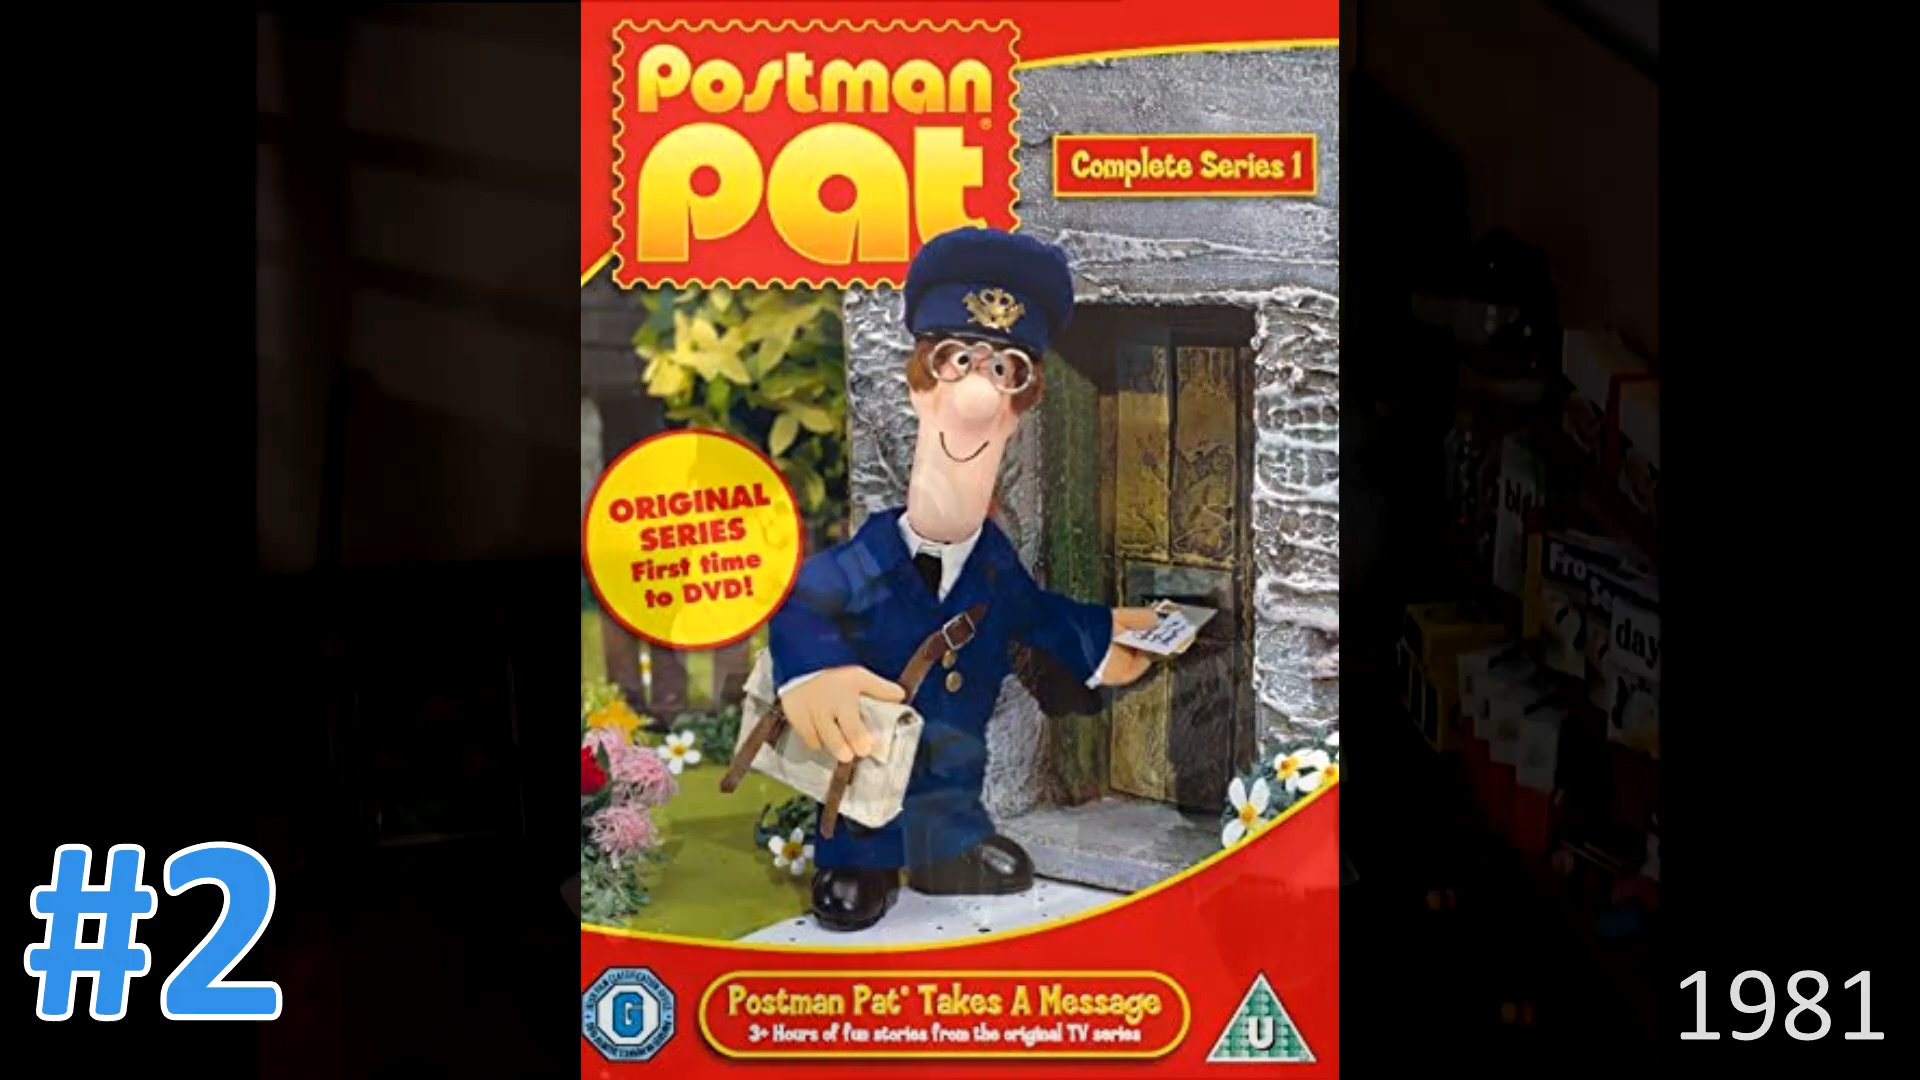 Postman
Pat®
Complete Series 1
ORIGINAL
SERIES
First time
to DVD!
#2
G
Postman Pat® Takes A Message
3+ Hours of fun stories from the original TV series
U
1981
day